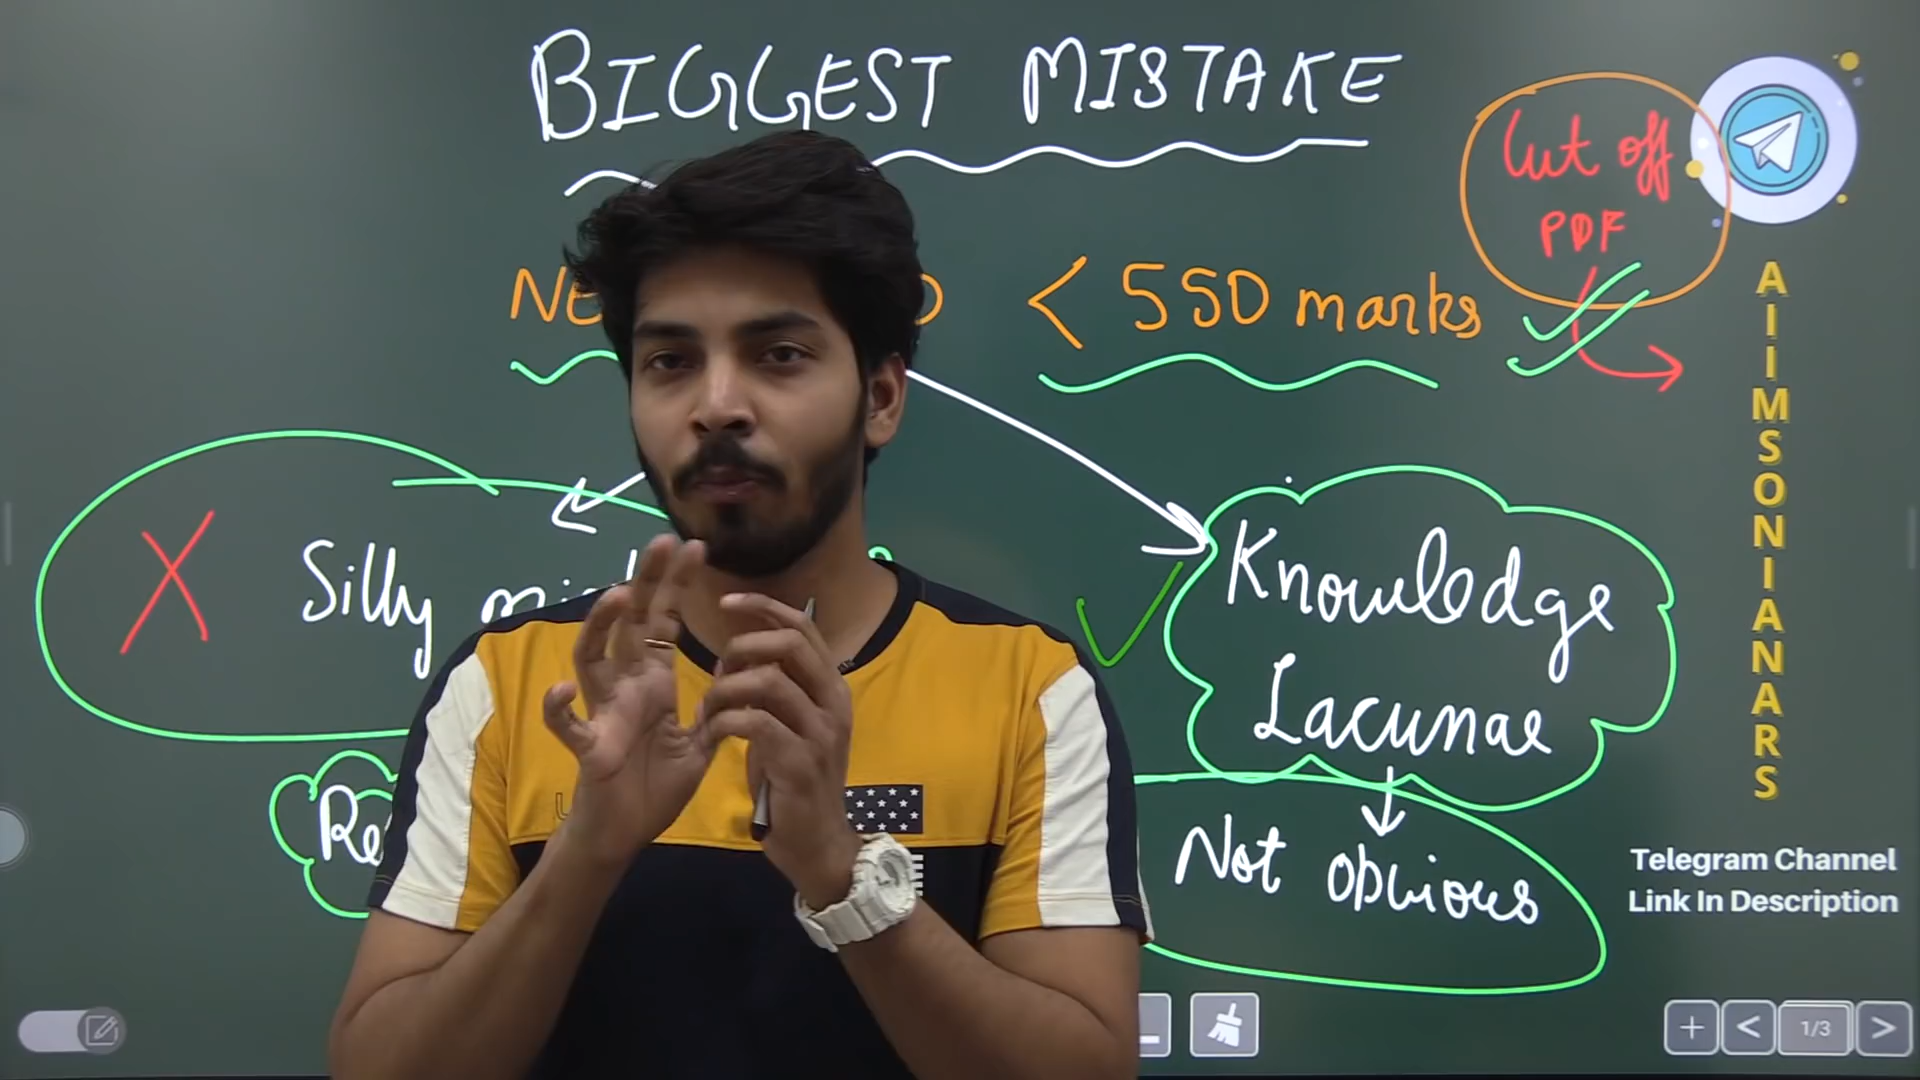 BIGGEST MISTAKE
Cut off
PDF
< 550 marks
Silly
Knowledge
Lacunae
Not obvious
AIIMSONIANARS
Telegram Channel
Link In Description
1/3